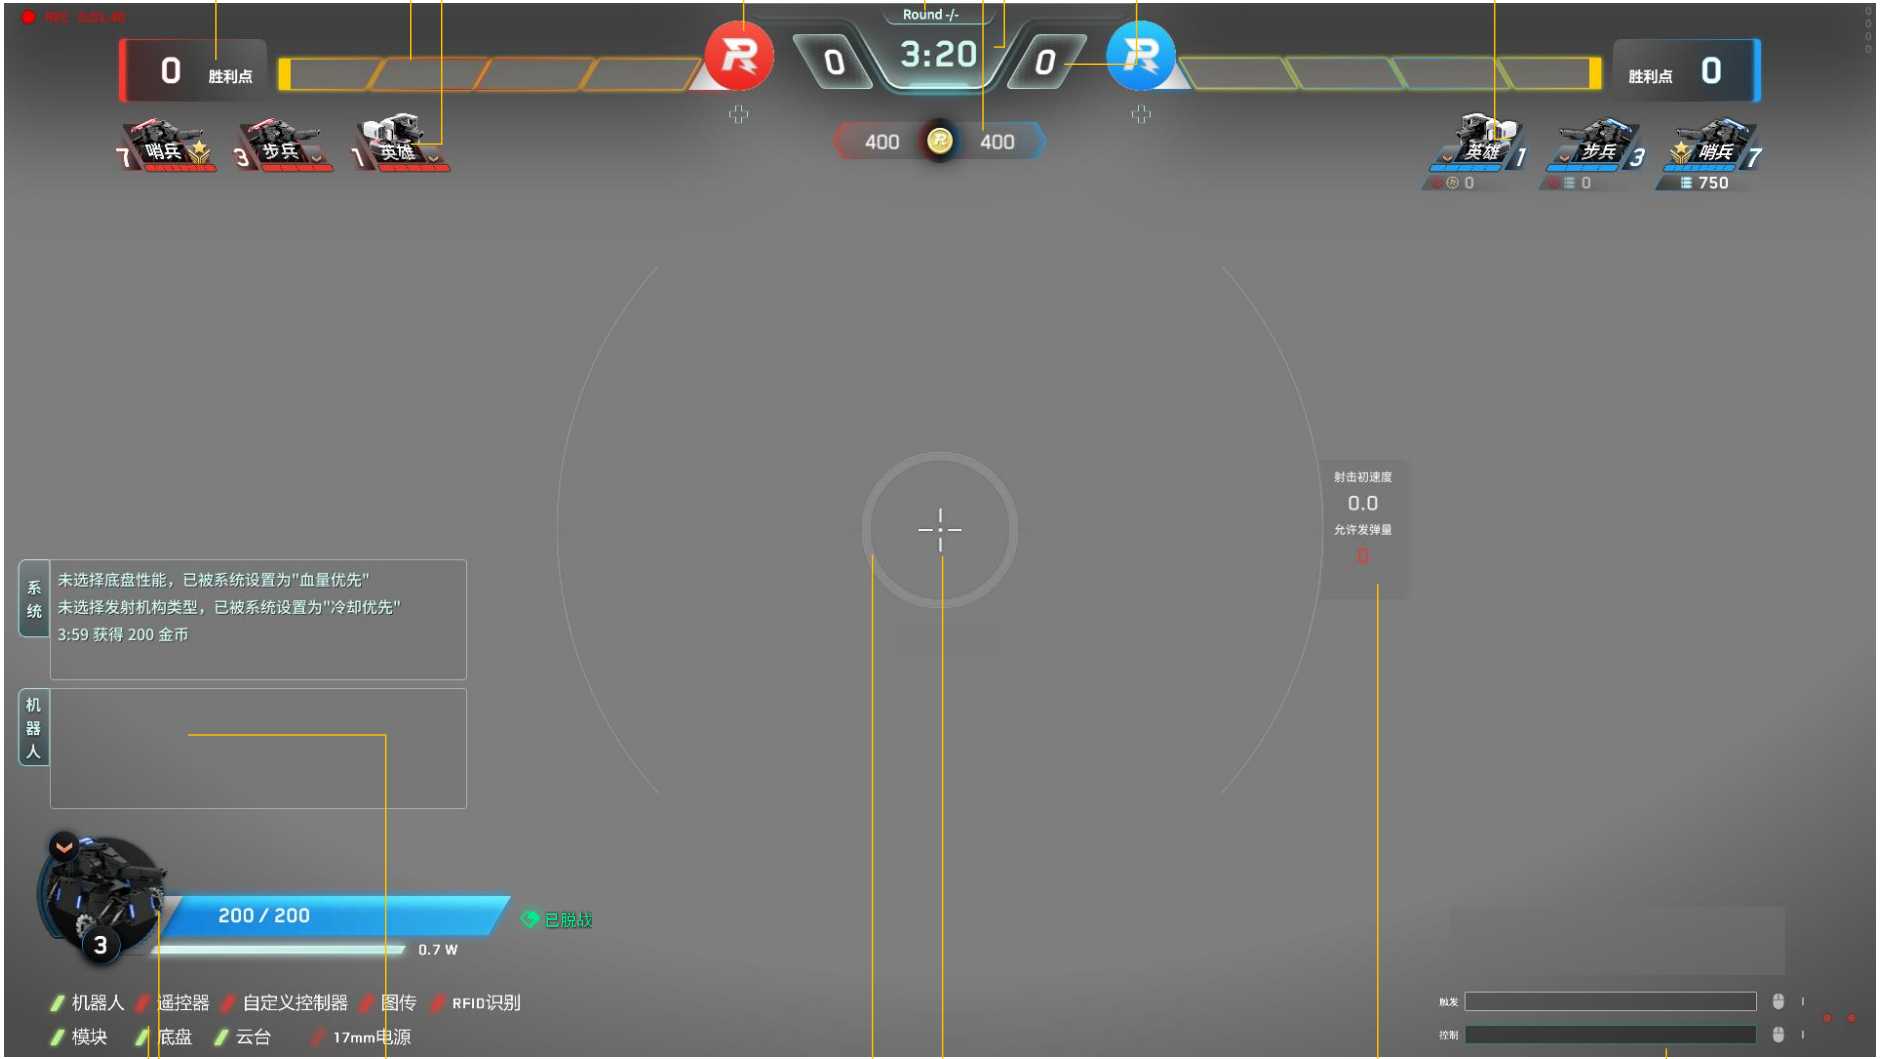 REC 0:01:40
Round -/-
0 胜利点
0
3:20
0
胜利点 0
400 400
7 哨兵
3 步兵
1 英雄
英雄 1
步兵 3
哨兵 7
0
0
750
0
0
0
0
射击初速度
0.0
允许发弹量
0
系统
未选择底盘性能，已被系统设置为"血量优先"
未选择发射机构类型，已被系统设置为"冷却优先"
3:59 获得 200 金币
机器人
200 / 200
已脱战
3
0.7 W
机器人 遥控器 自定义控制器 图传 RFID识别
模块 底盘 云台 17mm电源
触发
控制